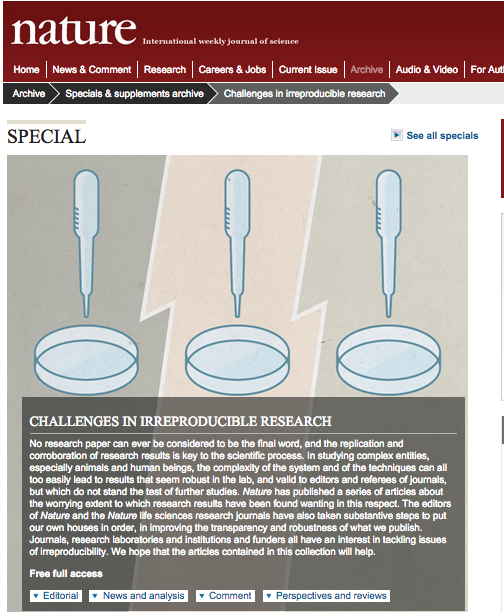 nature International weekly journal of science
Home News & Comment Research Careers & Jobs Current Issue Archive Audio & Video For Aut
Archive Specials & supplements archive Challenges in irreproducible research
SPECIAL
See all specials
CHALLENGES IN IRREPRODUCIBLE RESEARCH
No research paper can ever be considered to be the final word, and the replication and
corroboration of research results is key to the scientific process. In studying complex entities,
especially animals and human beings, the complexity of the system and of the techniques can all
too easily lead to results that seem robust in the lab, and valid to editors and referees of journals,
but which do not stand the test of further studies. Nature has published a series of articles about
the worrying extent to which research results have been found wanting in this respect. The editors
of Nature and the Nature life sciences research journals have also taken substantive steps to put
our own houses in order, in improving the transparency and robustness of what we publish.
Journals, research laboratories and institutions and funders all have an interest in tackling issues
of irreproducibility. We hope that the articles contained in this collection will help.
Free full access
Editorial News and analysis Comment Perspectives and reviews